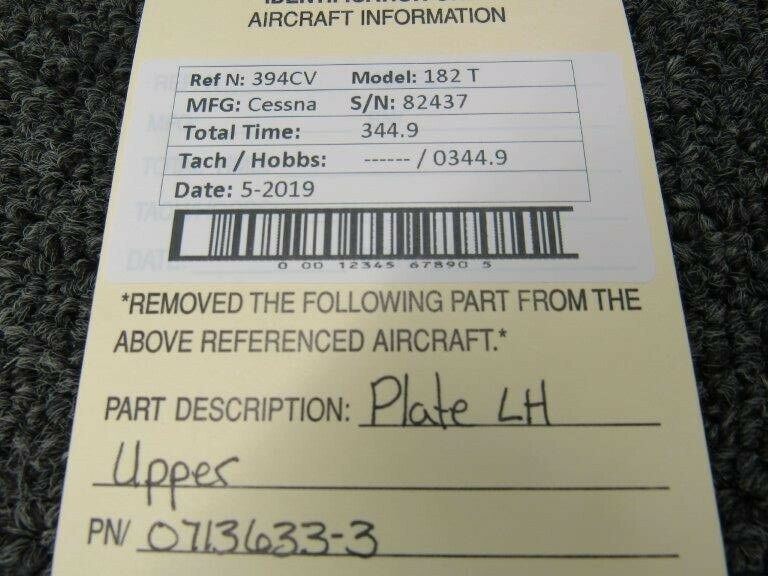 AIRCRAFT INFORMATION
Ref N: 394CV Model: 182 T
MFG: Cessna S/N: 82437
Total Time: 344.9
Tach / Hobbs: ------ / 0344.9
Date: 5-2019
0 00 12345 67890 5
*REMOVED THE FOLLOWING PART FROM THE
ABOVE REFERENCED AIRCRAFT.*
PART DESCRIPTION: Plate LH
Upper
PN/ 0713633-3